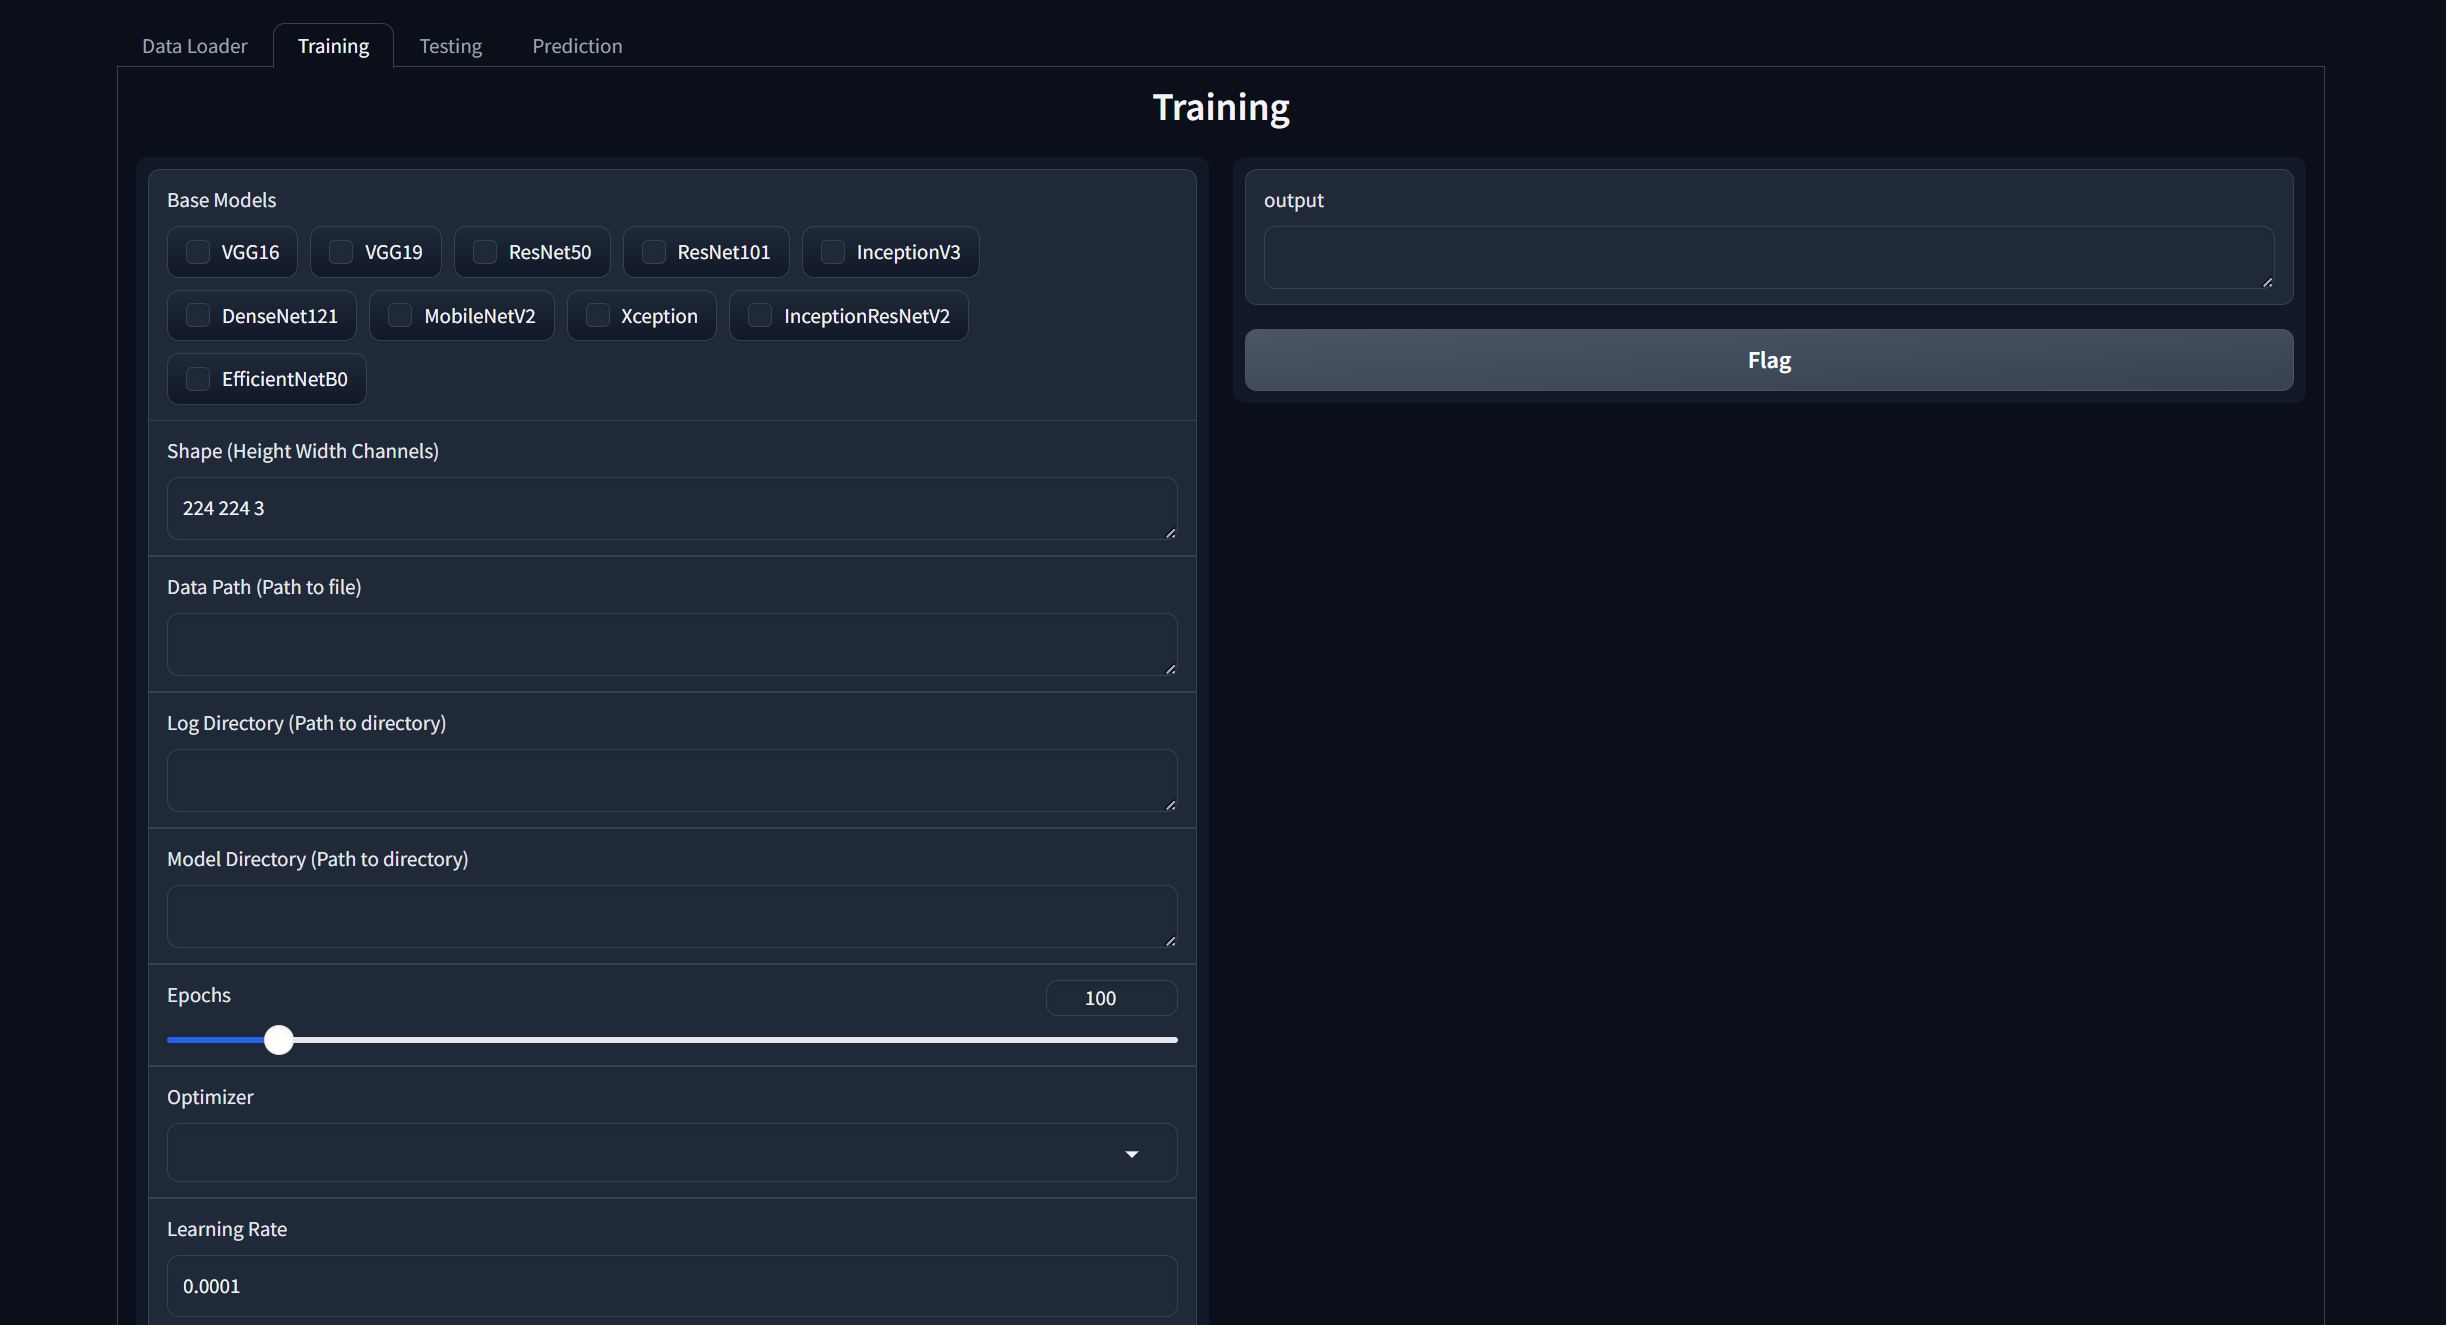 Data Loader Training Testing Prediction
Training
Base Models
VGG16 VGG19 ResNet50 ResNet101 InceptionV3
DenseNet121 MobileNetV2 Xception InceptionResNetV2
EfficientNetB0
Shape (Height Width Channels)
224 224 3
Data Path (Path to file)
Log Directory (Path to directory)
Model Directory (Path to directory)
Epochs 100
Optimizer
Learning Rate
0.0001
output
Flag